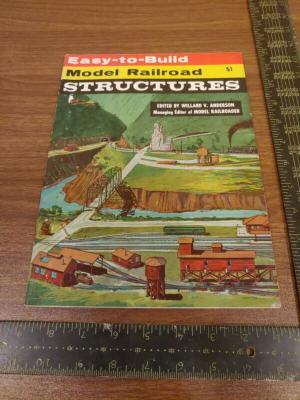 Easy-to-Build
Model Railroad
$1
STRUCTURES
EDITED BY WILLARD V. ANDERSON
Managing Editor of MODEL RAILROADER